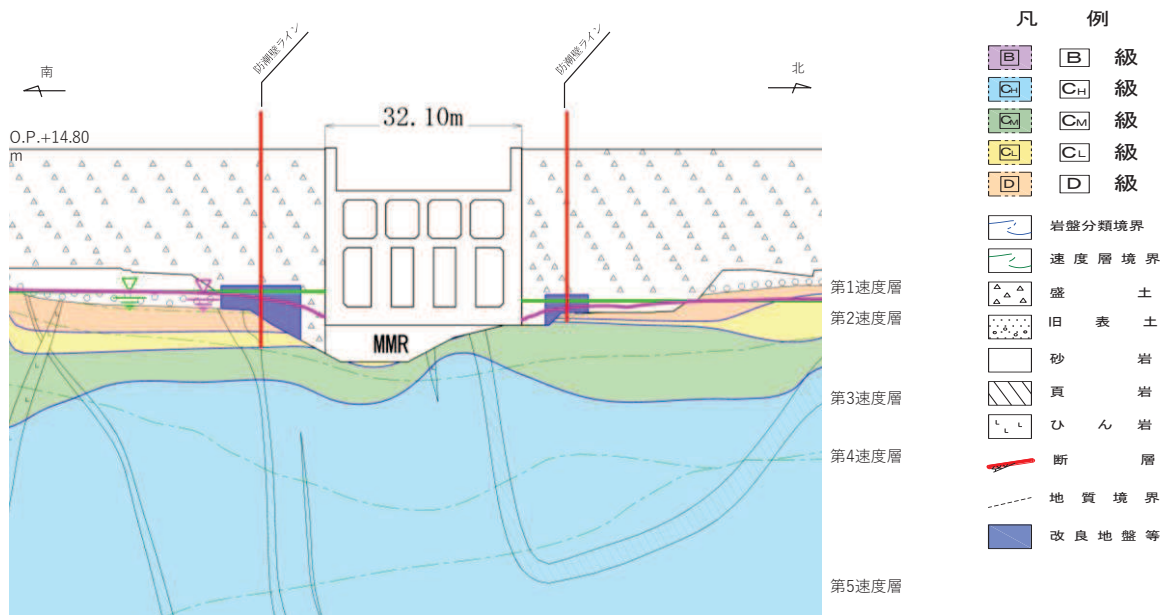 防潮壁ライン
防潮壁ライン
南
北
32.10m
O.P.+14.80
m
MMR
第1速度層
第2速度層
第3速度層
第4速度層
第5速度層
凡 例
B B 級
CH CH 級
CM CM 級
CL CL 級
D D 級
岩盤分類境界
速度層境界
盛土
旧表土
砂岩
頁岩
ひん岩
断層
地質境界
改良地盤等